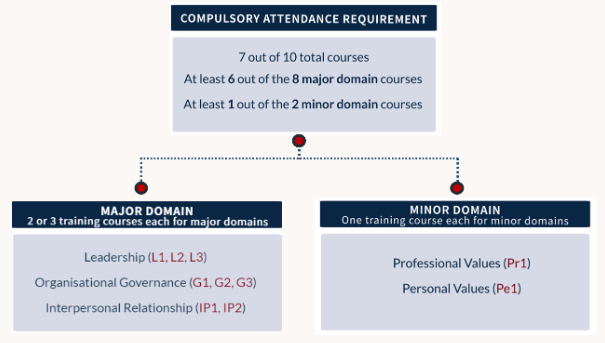 COMPULSORY ATTENDANCE REQUIREMENT
7 out of 10 total courses
At least 6 out of the 8 major domain courses
At least 1 out of the 2 minor domain courses
MAJOR DOMAIN
2 or 3 training courses each for major domains
Leadership (L1, L2, L3)
Organisational Governance (G1, G2, G3)
Interpersonal Relationship (IP1, IP2)
MINOR DOMAIN
One training course each for minor domains
Professional Values (Pr1)
Personal Values (Pe1)